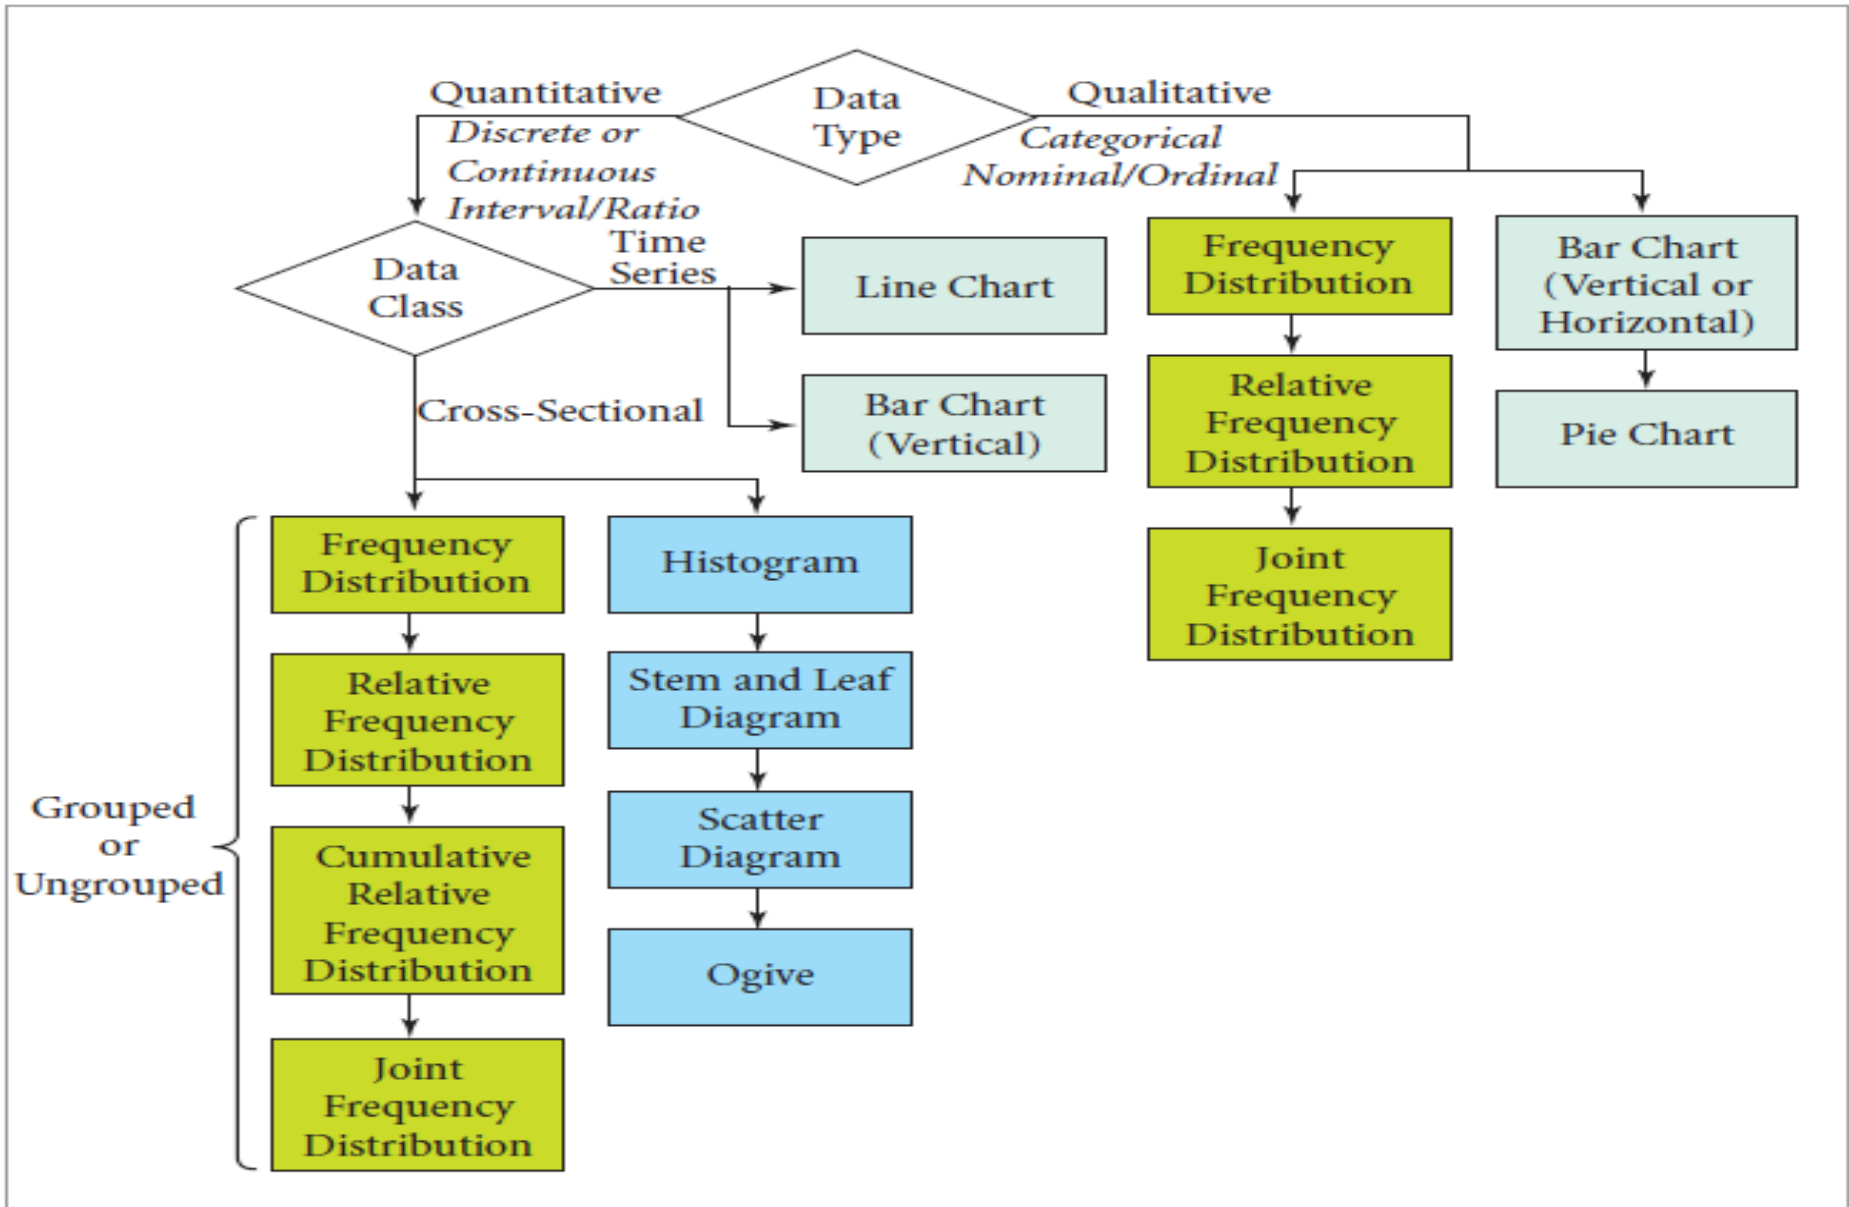 Data
Type
Quantitative
Discrete or
Continuous
Interval/Ratio
Qualitative
Categorical
Nominal/Ordinal
Data
Class
Time
Series
Line Chart
Bar Chart
(Vertical)
Cross-Sectional
Frequency
Distribution
Relative
Frequency
Distribution
Joint
Frequency
Distribution
Bar Chart
(Vertical or
Horizontal)
Pie Chart
Grouped
or
Ungrouped
Frequency
Distribution
Relative
Frequency
Distribution
Cumulative
Relative
Frequency
Distribution
Joint
Frequency
Distribution
Histogram
Stem and Leaf
Diagram
Scatter
Diagram
Ogive